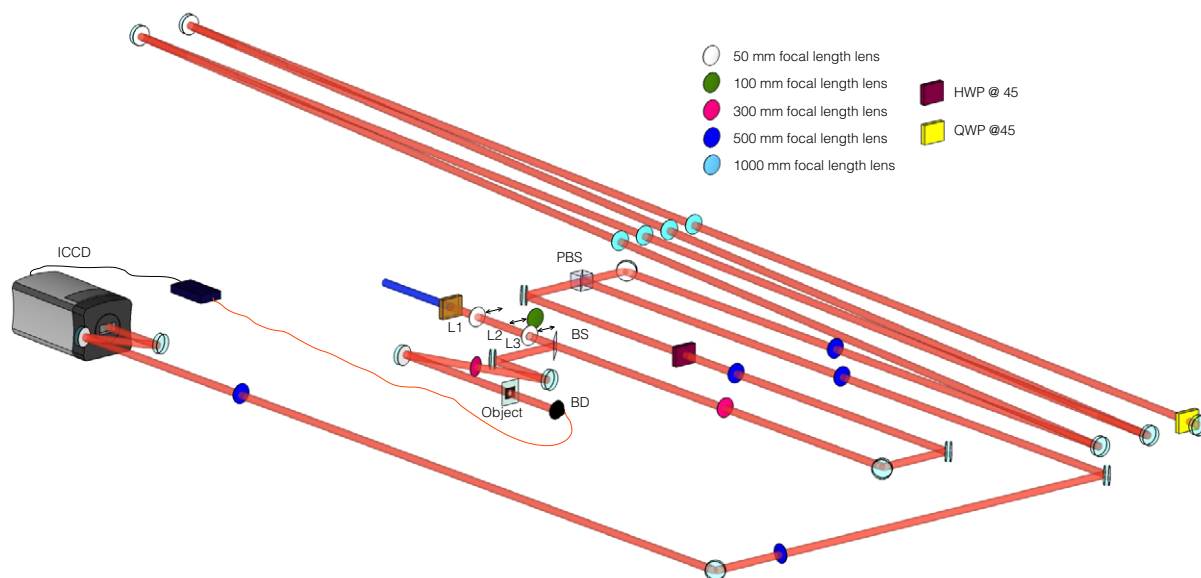 50 mm focal length lens
100 mm focal length lens
300 mm focal length lens
500 mm focal length lens
1000 mm focal length lens
HWP @ 45
QWP @45
ICCD
PBS
L1
L2
L3
BS
Object
BD